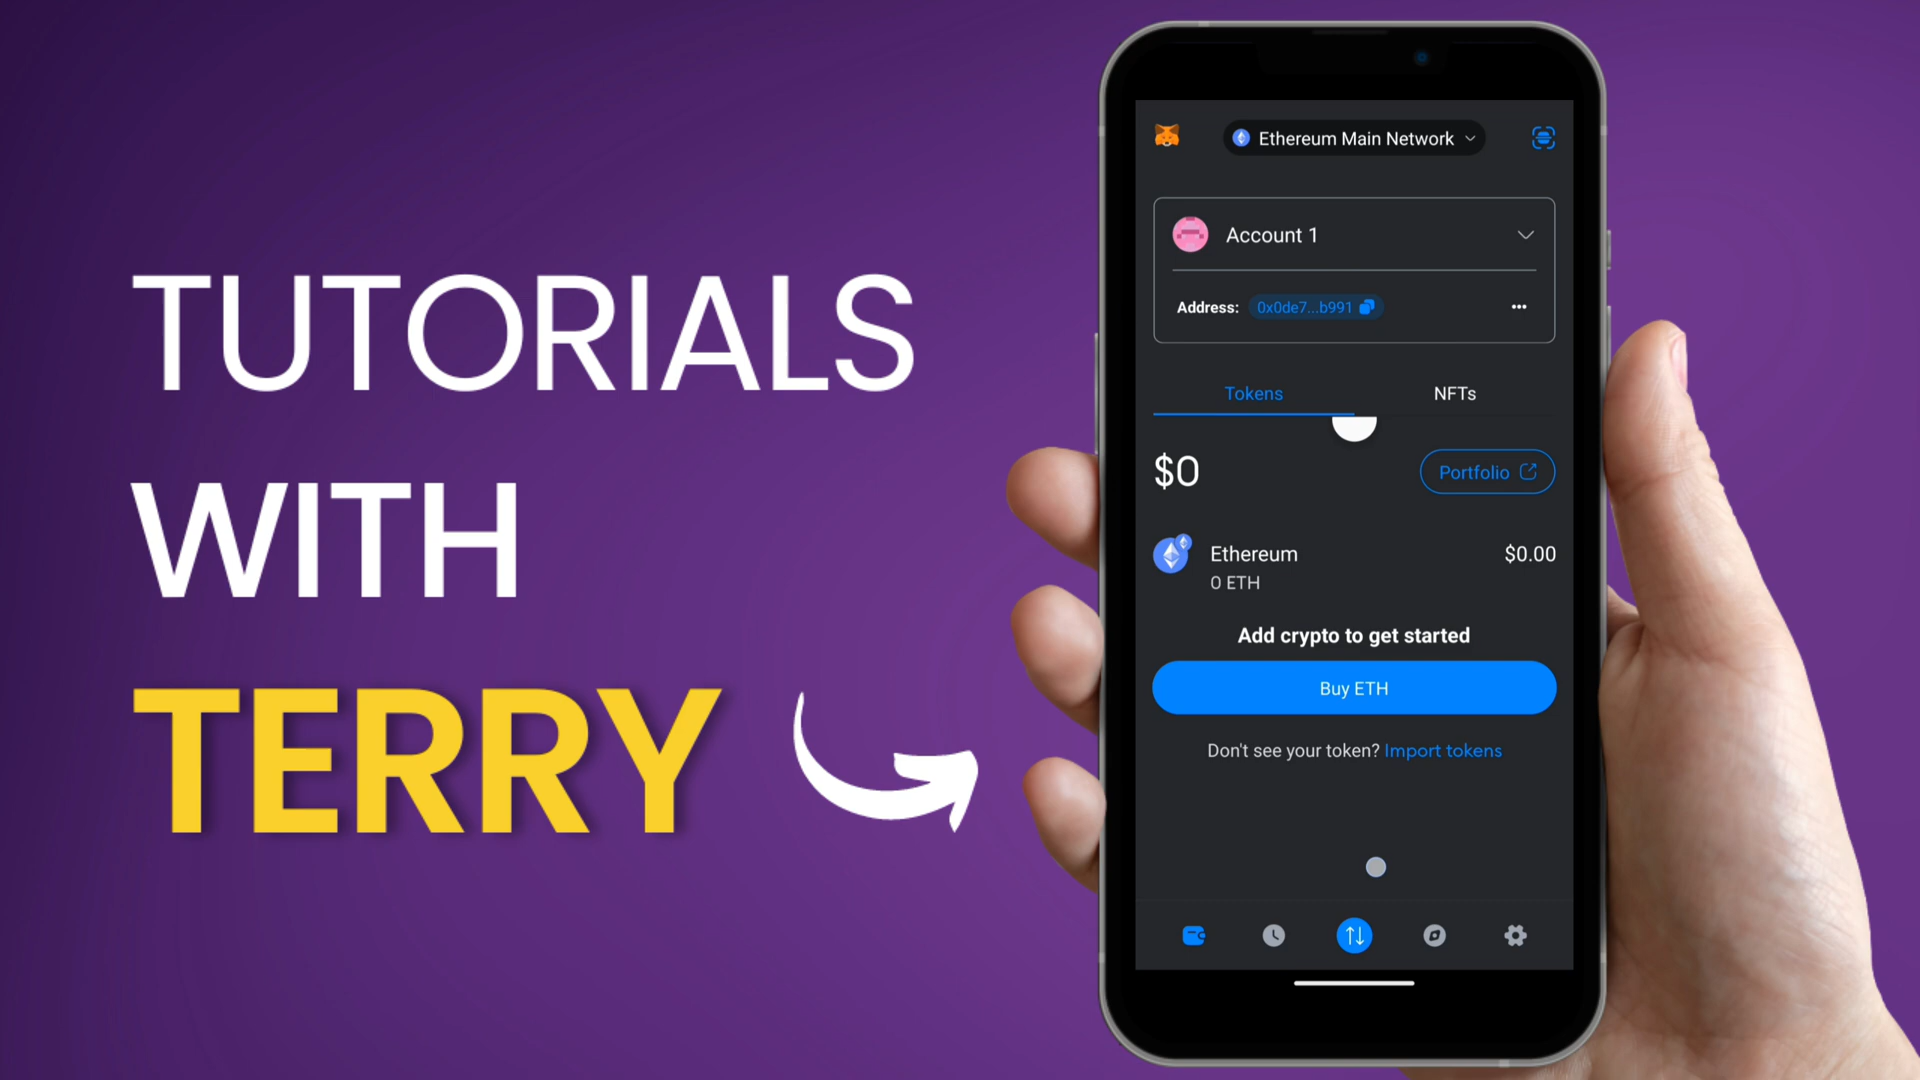 TUTORIALS
WITH
TERRY
Ethereum Main Network
Account 1
Address: 0x0de7...b991
Tokens NFTs
$0 Portfolio
Ethereum $0.00
0 ETH
Add crypto to get started
Buy ETH
Don't see your token? Import tokens